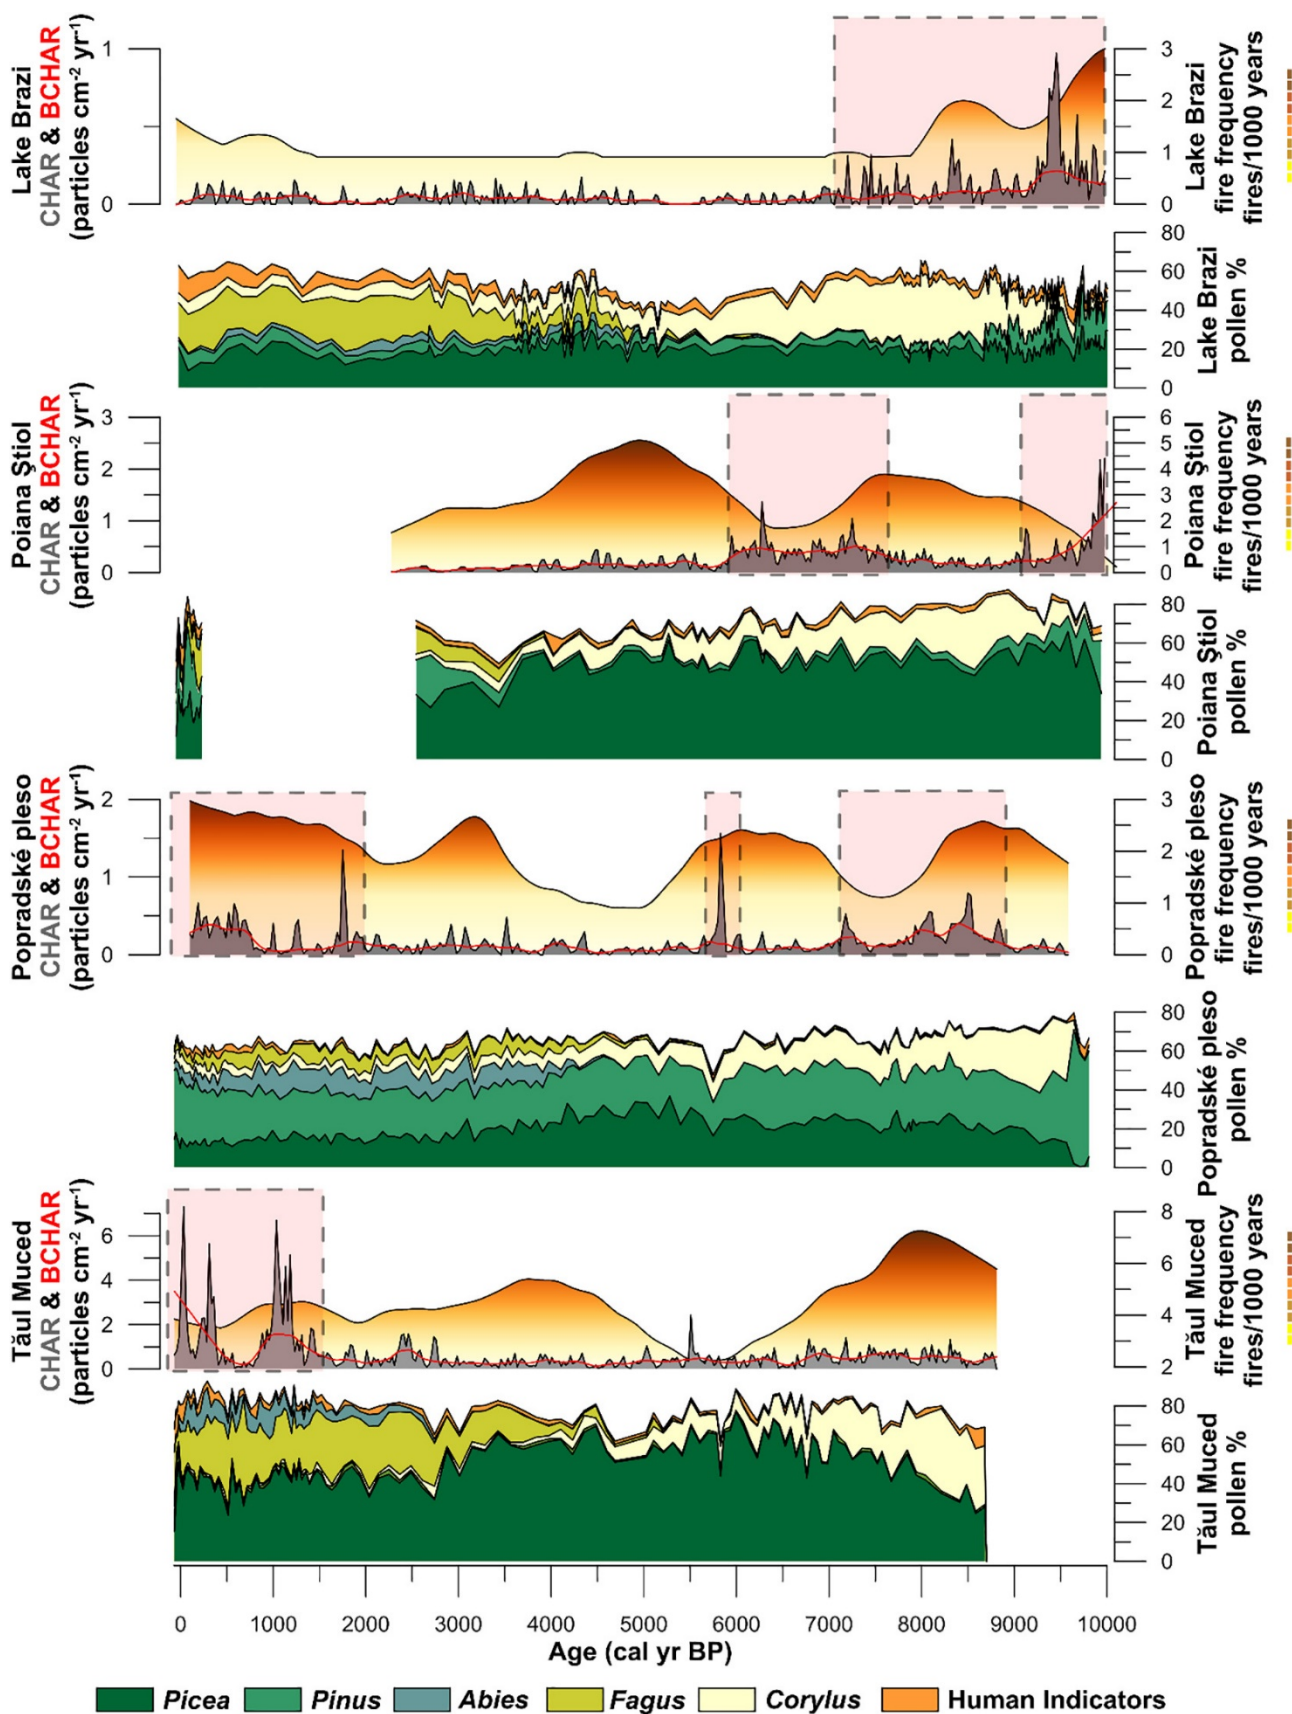 Lake Brazi
CHAR & BCHAR
(particles cm⁻² yr⁻¹)
1
0
3
2
1
0
Lake Brazi
fire frequency
fires/1000 years
80
60
40
20
0
Lake Brazi
pollen %
Poiana Ştiol
CHAR & BCHAR
(particles cm⁻² yr⁻¹)
3
2
1
0
6
5
4
3
2
1
0
Poiana Ştiol
fire frequency
fires/1000 years
80
60
40
20
0
Poiana Ştiol
pollen %
Popradské pleso
CHAR & BCHAR
(particles cm⁻² yr⁻¹)
2
1
0
3
2
1
0
Popradské pleso
fire frequency
fires/1000 years
80
60
40
20
0
Popradské pleso
pollen %
Tăul Muced
CHAR & BCHAR
(particles cm⁻² yr⁻¹)
6
4
2
0
8
6
4
2
Tăul Muced
fire frequency
fires/1000 years
80
60
40
20
0
Tăul Muced
pollen %
0 1000 2000 3000 4000 5000 6000 7000 8000 9000 10000
Age (cal yr BP)
Picea Pinus Abies Fagus Corylus Human Indicators